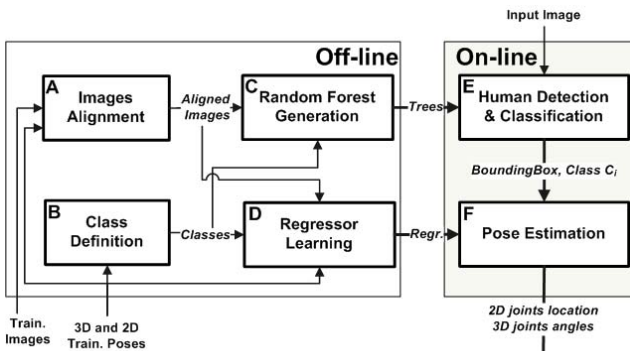 Input Image
Off-line
On-line
A
Images
Alignment
Aligned
Images
C
Random Forest
Generation
Trees
E
Human Detection
& Classification
BoundingBox, Class Ci
B
Class
Definition
Classes
D
Regressor
Learning
Regr.
F
Pose Estimation
Train.
Images
3D and 2D
Train. Poses
2D joints location
3D joints angles